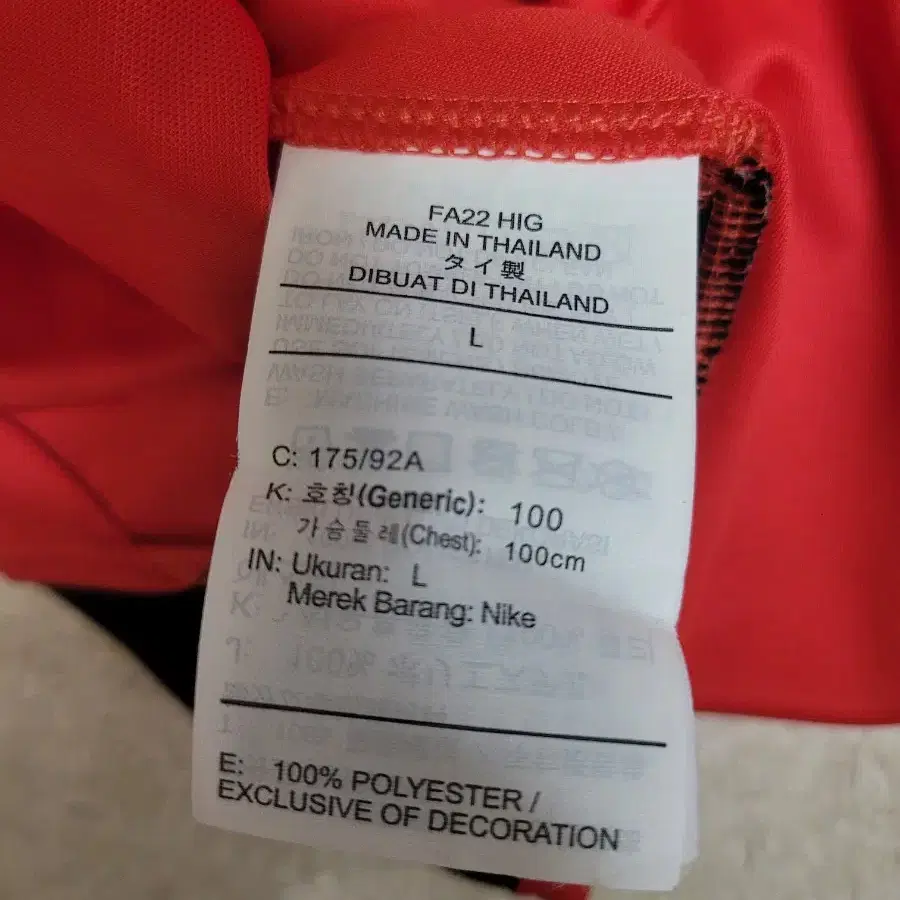 FA22 HIG
MADE IN THAILAND
タイ製
DIBUAT DI THAILAND
L
C: 175/92A
K: 호칭(Generic): 100
가슴둘레(Chest): 100cm
IN: Ukuran: L
Merek Barang: Nike
E: 100% POLYESTER /
EXCLUSIVE OF DECORATION